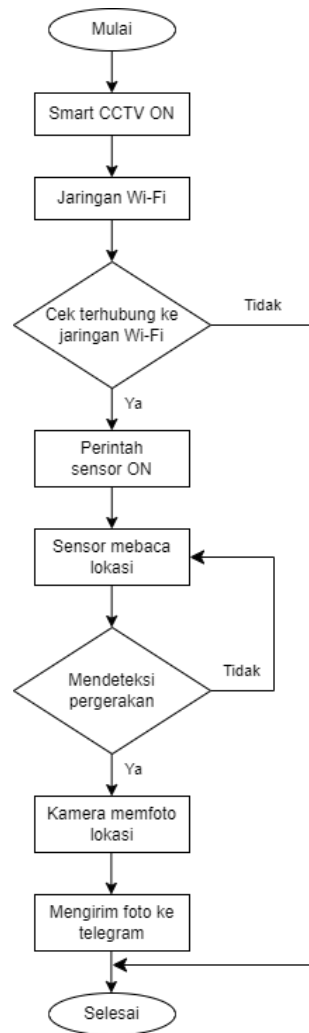 Mulai
Smart CCTV ON
Jaringan Wi-Fi
Cek terhubung ke
jaringan Wi-Fi
Tidak
Ya
Perintah
sensor ON
Sensor mebaca
lokasi
Mendeteksi
pergerakan
Tidak
Ya
Kamera memfoto
lokasi
Mengirim foto ke
telegram
Selesai